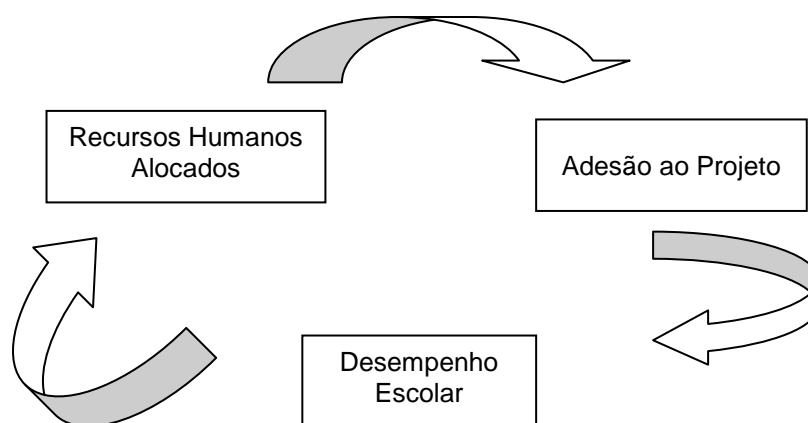 Recursos Humanos
Alocados
Adesão ao Projeto
Desempenho
Escolar